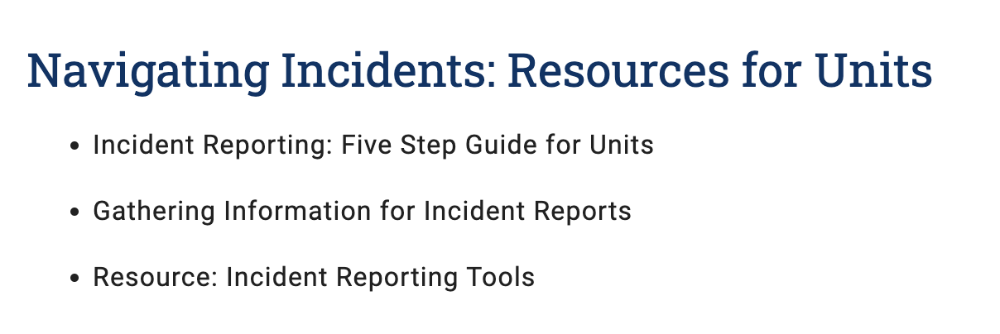 Navigating Incidents: Resources for Units
• Incident Reporting: Five Step Guide for Units
• Gathering Information for Incident Reports
• Resource: Incident Reporting Tools